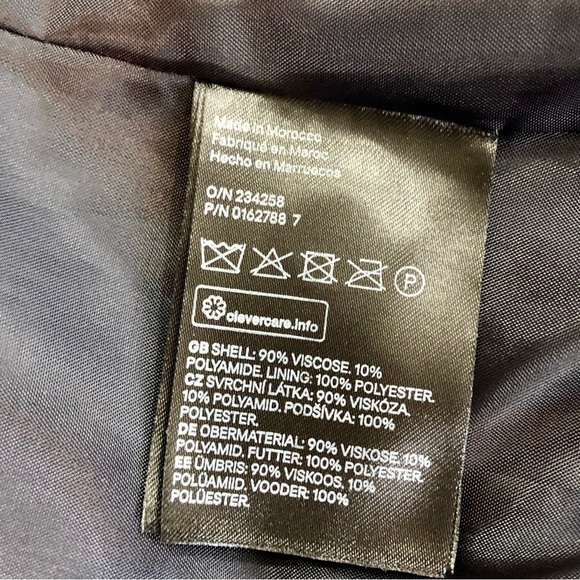 Made in Morocco
Fabriqué en Maroc
Hecho en Marruecos
O/N 234258
P/N 0162788 7
P
clevercare.info
GB SHELL: 90% VISCOSE, 10%
POLYAMIDE. LINING: 100% POLYESTER.
CZ SVRCHNÍ LÁTKA: 90% VISKÓZA,
10% POLYAMID. PODŠÍVKA: 100%
POLYESTER.
DE OBERMATERIAL: 90% VISKOSE, 10%
POLYAMID. FUTTER: 100% POLYESTER.
EE ÜMBRIS: 90% VISKOOS, 10%
POLÜAMIID. VOODER: 100%
POLÜESTER.